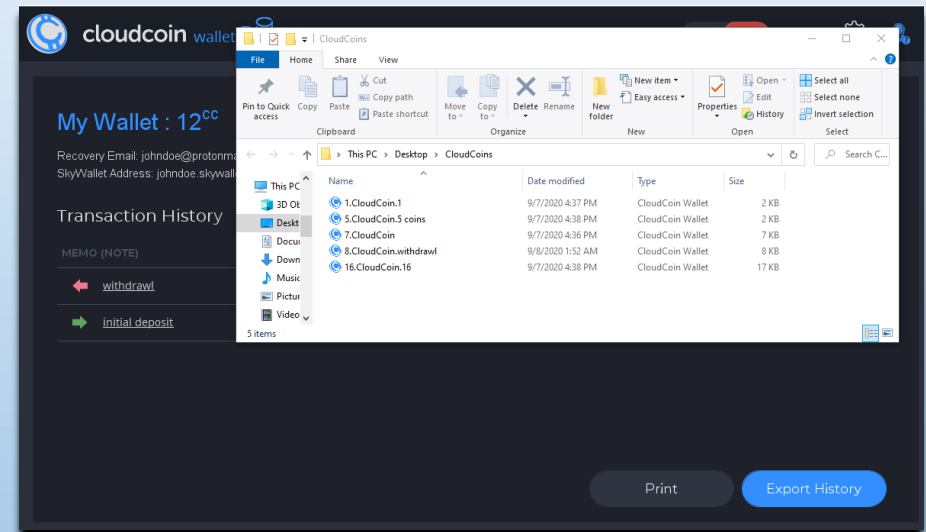 cloudcoin wallet
CloudCoins
File Home Share View
Pin to Quick access
Copy
Paste
Cut
Copy path
Paste shortcut
Clipboard
Move to
Copy to
Delete
Rename
Organize
New folder
New item
Easy access
New
Properties
Open
Edit
History
Open
Select all
Select none
Invert selection
Select
This PC > Desktop > CloudCoins
Search C...
My Wallet : 12cc
Recovery Email: johndoe@protonma
SkyWallet Address: johndoe.skywall
Transaction History
MEMO (NOTE)
withdrawl
initial deposit
This PC
3D Ob
Deskt
Docu
Down
Music
Pictur
Video
Name Date modified Type Size
1.CloudCoin.1 9/7/2020 4:37 PM CloudCoin Wallet 2 KB
5.CloudCoin.5 coins 9/7/2020 4:38 PM CloudCoin Wallet 2 KB
7.CloudCoin 9/7/2020 4:36 PM CloudCoin Wallet 7 KB
8.CloudCoin.withdrawl 9/8/2020 1:52 AM CloudCoin Wallet 8 KB
16.CloudCoin.16 9/7/2020 4:38 PM CloudCoin Wallet 17 KB
5 items
Print
Export History